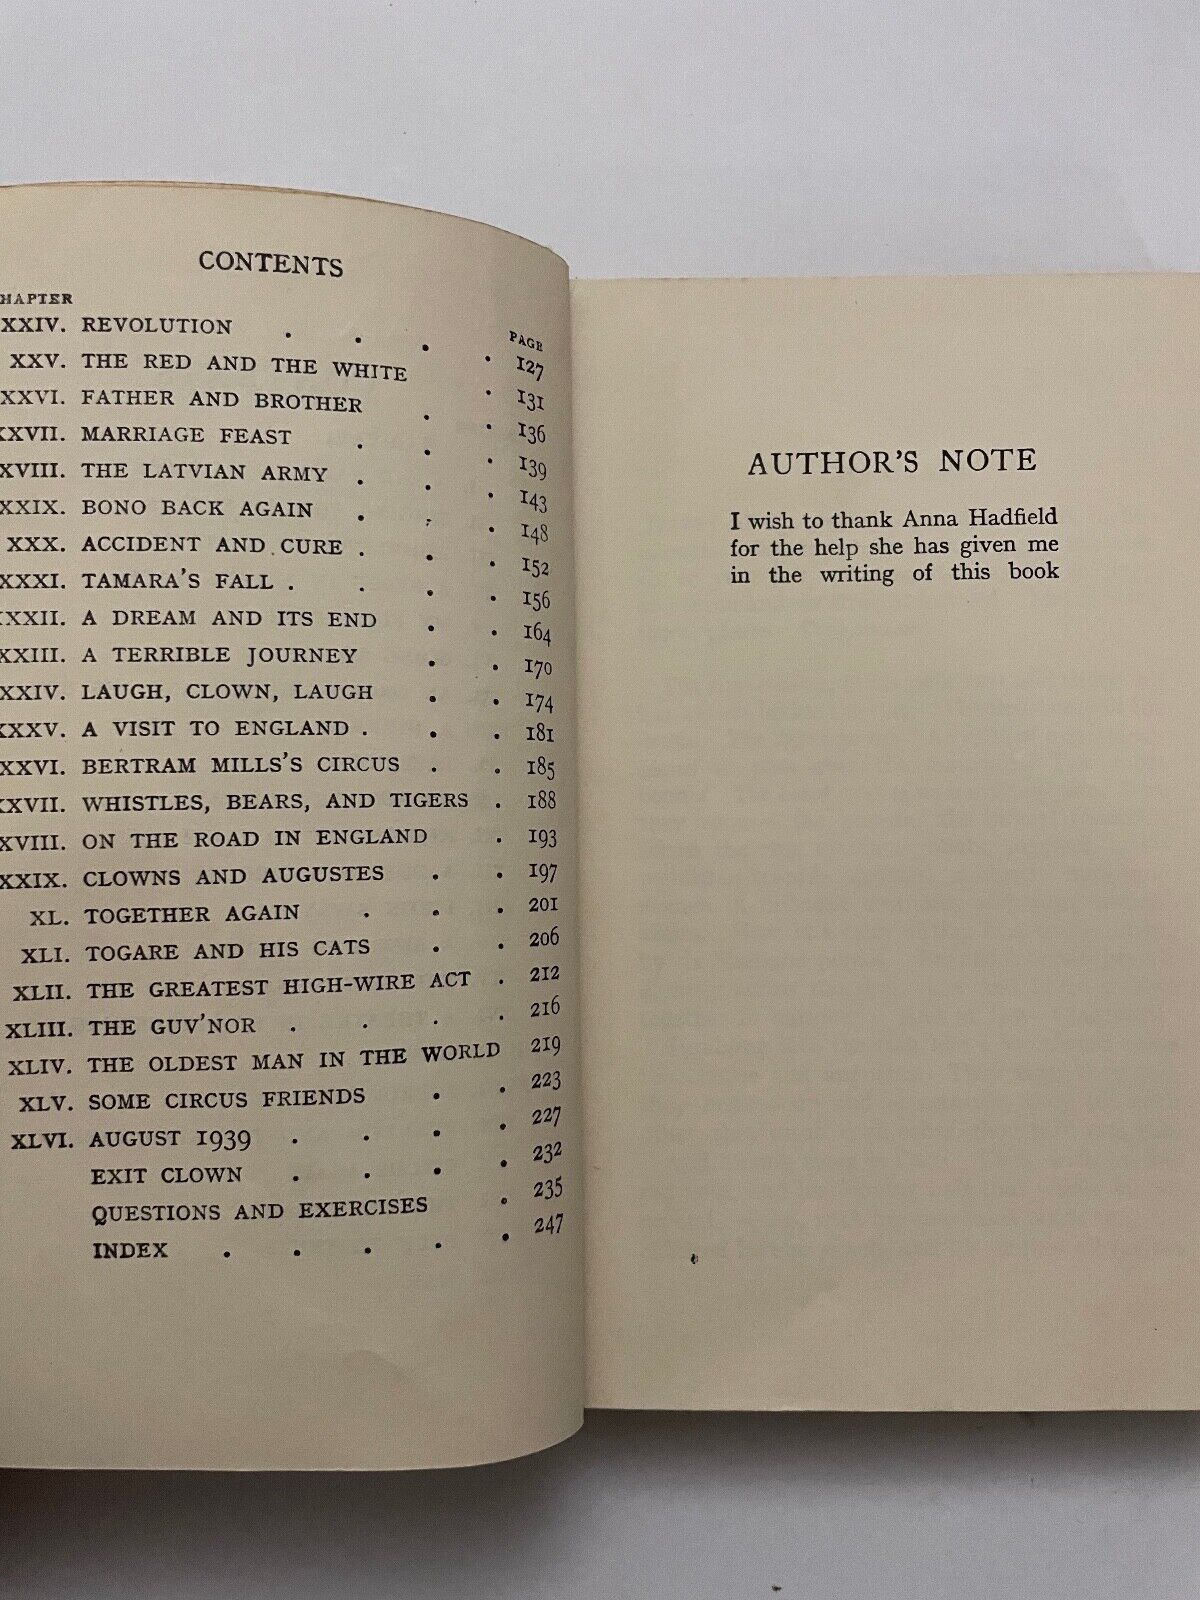 CONTENTS
HAPTER
PAGE
XXIV. REVOLUTION . . . . 127
XXV. THE RED AND THE WHITE . 131
XXVI. FATHER AND BROTHER . . 136
XXVII. MARRIAGE FEAST . . . 139
XVIII. THE LATVIAN ARMY . . . 143
XXIX. BONO BACK AGAIN . . . 148
XXX. ACCIDENT AND CURE . . . 152
XXXI. TAMARA'S FALL . . . . 156
XXXII. A DREAM AND ITS END . . 164
XXIII. A TERRIBLE JOURNEY . . 170
XXIV. LAUGH, CLOWN, LAUGH . . 174
XXXV. A VISIT TO ENGLAND . . . 181
XXVI. BERTRAM MILLS'S CIRCUS . . 185
XXVII. WHISTLES, BEARS, AND TIGERS . 188
XVIII. ON THE ROAD IN ENGLAND . 193
XXIX. CLOWNS AND AUGUSTES . . 197
XL. TOGETHER AGAIN . . . 201
XLI. TOGARE AND HIS CATS . . 206
XLII. THE GREATEST HIGH-WIRE ACT . 212
XLIII. THE GUV'NOR . . . . 216
XLIV. THE OLDEST MAN IN THE WORLD 219
XLV. SOME CIRCUS FRIENDS . . 223
XLVI. AUGUST 1939 . . . . 227
EXIT CLOWN . . . . 232
QUESTIONS AND EXERCISES . 235
INDEX . . . . . 247
AUTHOR'S NOTE
I wish to thank Anna Hadfield
for the help she has given me
in the writing of this book